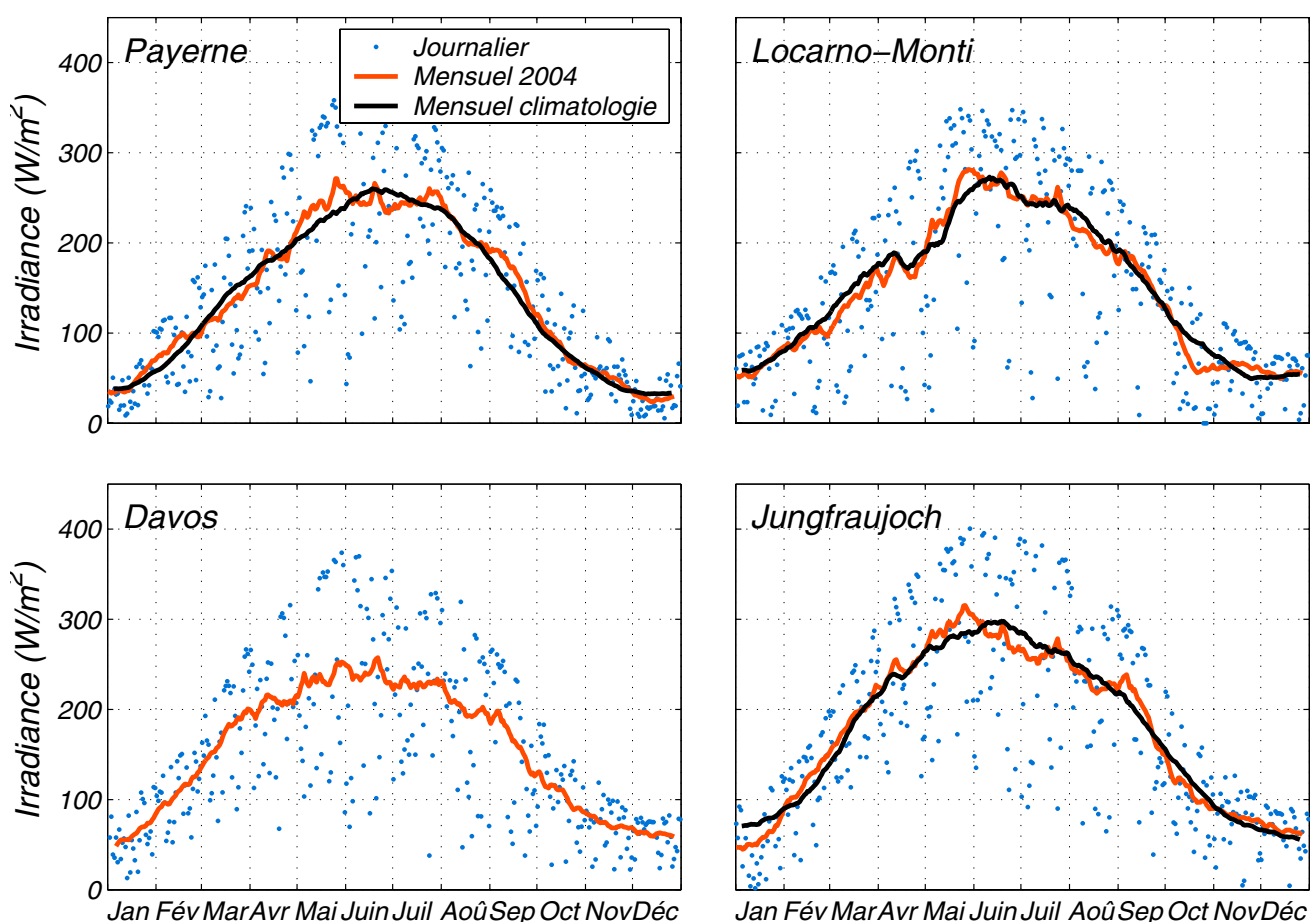 Payerne
Journalier
Mensuel 2004
Mensuel climatologie
Irradiance (W/m²)
400
300
200
100
0
Locarno–Monti
Davos
Irradiance (W/m²)
400
300
200
100
0
Jan Fév Mar Avr Mai Juin Juil Aoû Sep Oct Nov Déc
Jungfraujoch
Jan Fév Mar Avr Mai Juin Juil Aoû Sep Oct Nov Déc